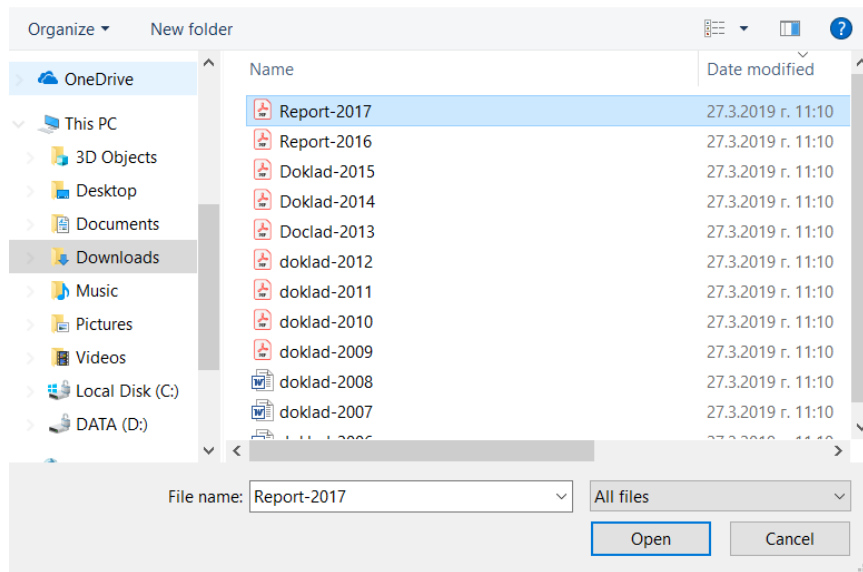 Organize New folder ?
Name Date modified
OneDrive
This PC
3D Objects
Desktop
Documents
Downloads
Music
Pictures
Videos
Local Disk (C:)
DATA (D:)
Report-2017 27.3.2019 г. 11:10
Report-2016 27.3.2019 г. 11:10
Doklad-2015 27.3.2019 г. 11:10
Doklad-2014 27.3.2019 г. 11:10
Doclad-2013 27.3.2019 г. 11:10
doklad-2012 27.3.2019 г. 11:10
doklad-2011 27.3.2019 г. 11:10
doklad-2010 27.3.2019 г. 11:10
doklad-2009 27.3.2019 г. 11:10
doklad-2008 27.3.2019 г. 11:10
doklad-2007 27.3.2019 г. 11:10
File name: Report-2017 All files
Open Cancel